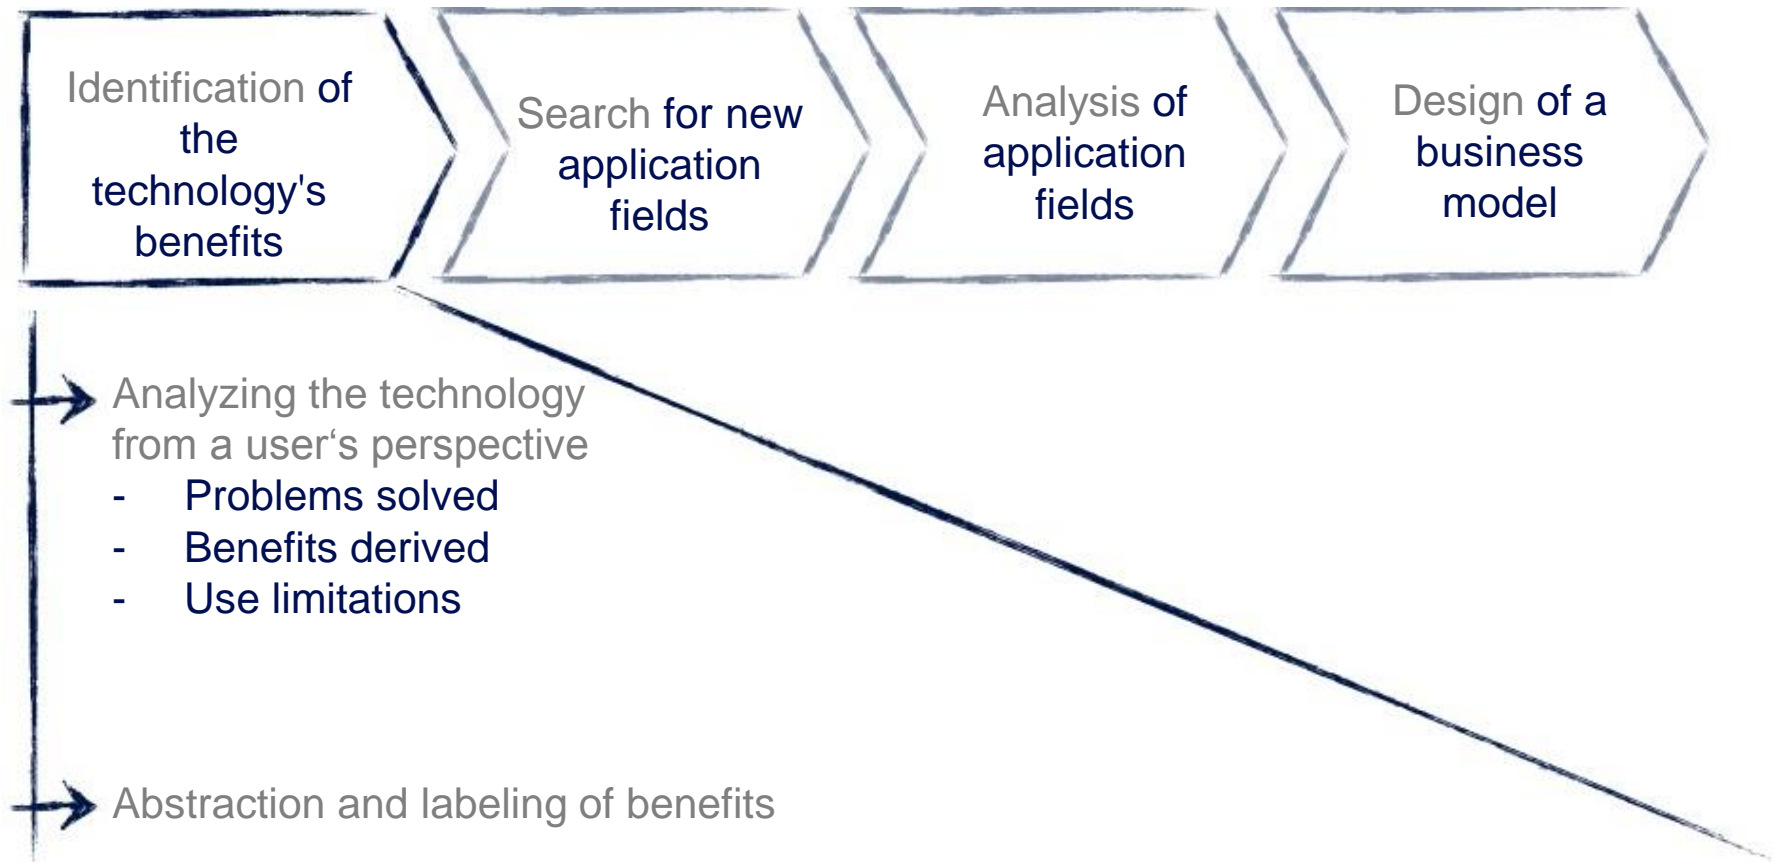 Identification of
the
technology's
benefits
Search for new
application
fields
Analysis of
application
fields
Design of a
business
model
Analyzing the technology
from a user‘s perspective
- Problems solved
- Benefits derived
- Use limitations
Abstraction and labeling of benefits